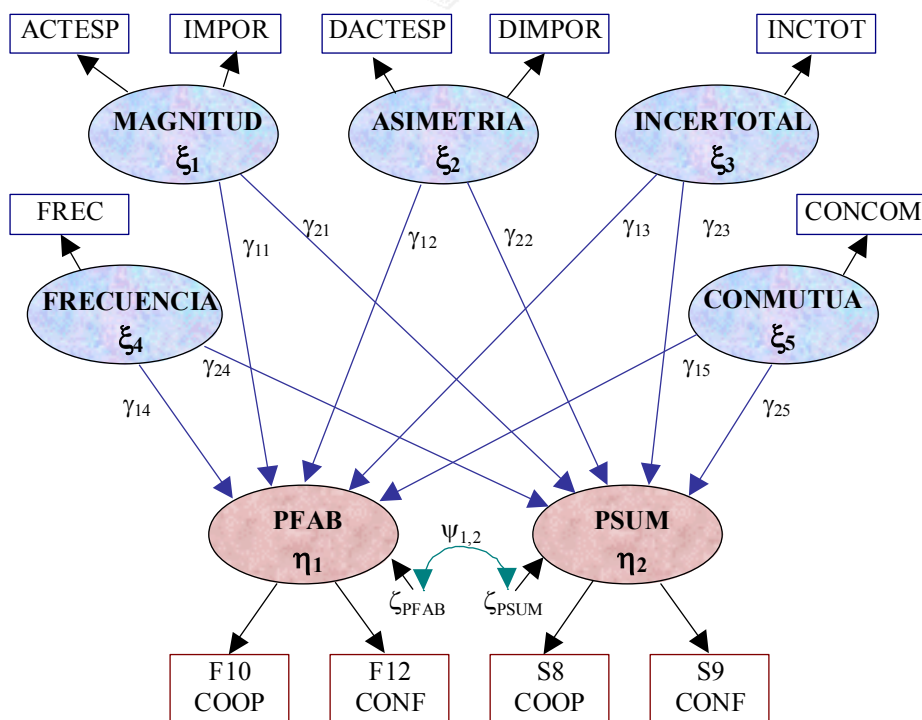 ACTESP
IMPOR
DACTESP
DIMPOR
INCTOT
MAGNITUD
ξ1
ASIMETRIA
ξ2
INCERTOTAL
ξ3
FREC
CONCOM
γ11
γ21
γ12
γ22
γ13
γ23
FRECUENCIA
ξ4
CONMUTUA
ξ5
γ24
γ14
γ15
γ25
PFAB
η1
PSUM
η2
ψ1,2
ζPFAB
ζPSUM
F10
COOP
F12
CONF
S8
COOP
S9
CONF